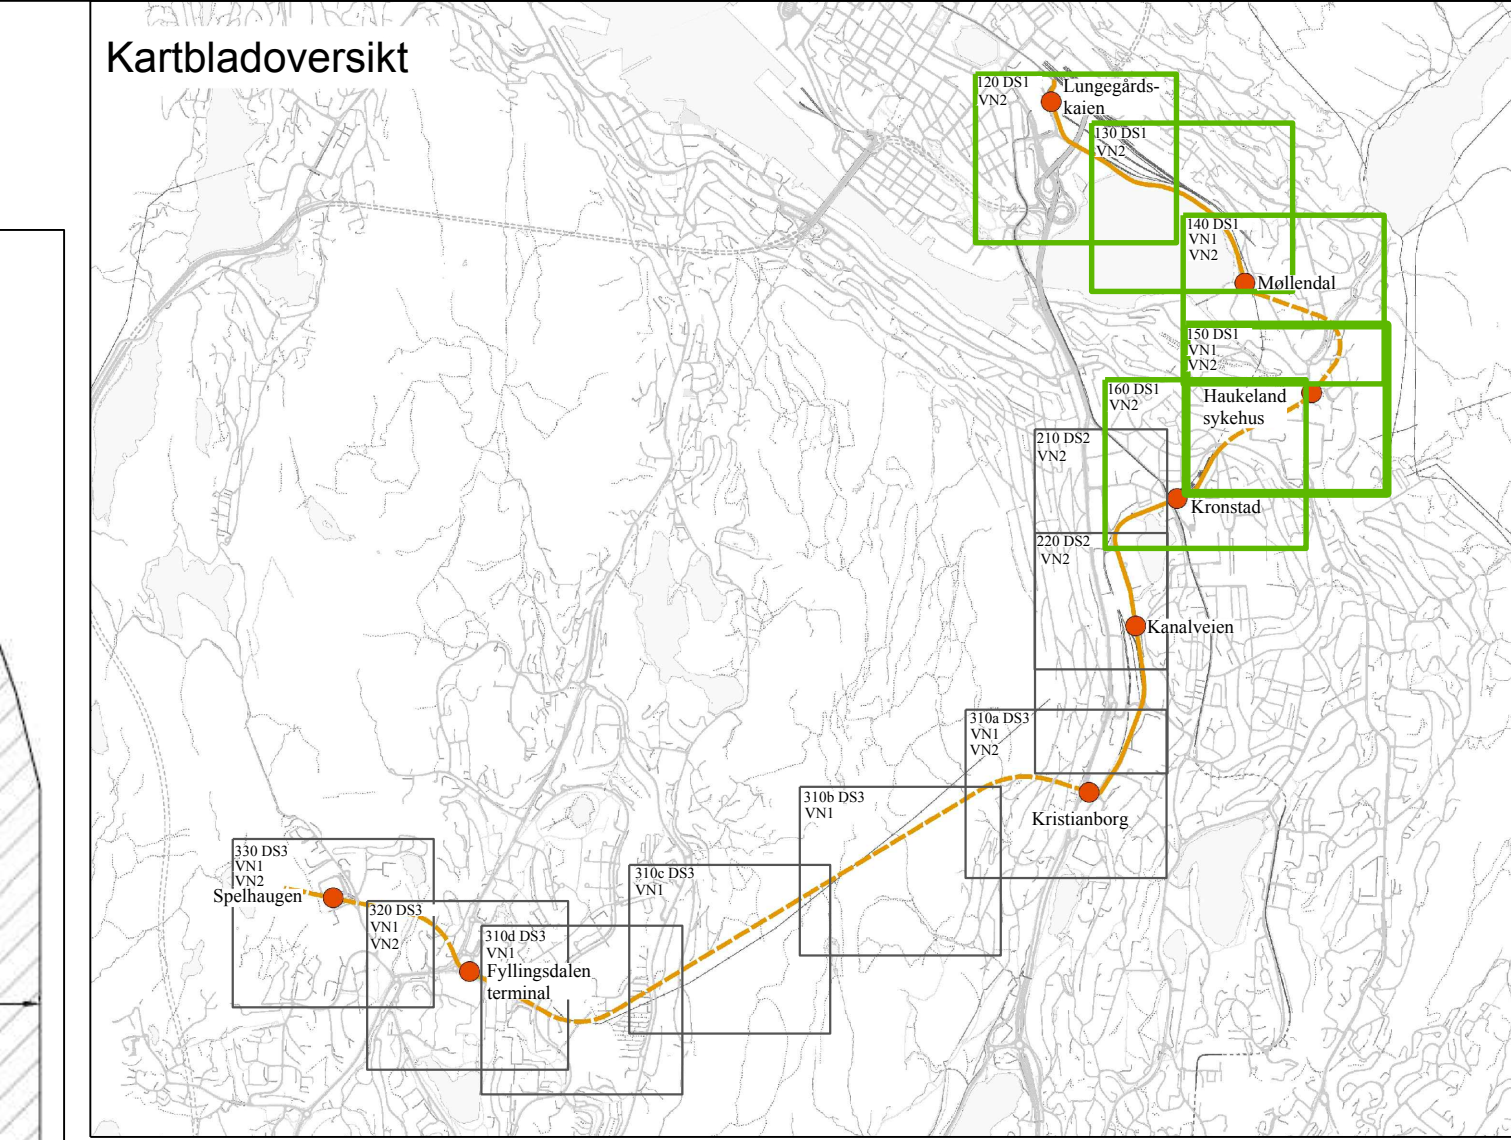 Kartbladoversikt
120 DS1
VN2
Lungegårds-
kaien
130 DS1
VN2
140 DS1
VN1
VN2
Møllendal
150 DS1
VN1
VN2
160 DS1
VN2
Haukeland
sykehus
210 DS2
VN2
Kronstad
220 DS2
VN2
Kanalveien
310a DS3
VN1
VN2
310b DS3
VN1
Kristianborg
330 DS3
VN1
VN2
Spelhaugen
310c DS3
VN1
320 DS3
VN1
VN2
310d DS3
VN1
Fyllingsdalen
terminal